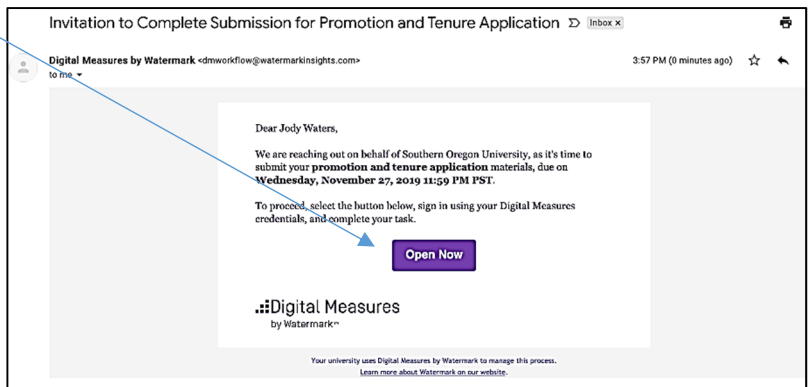 Invitation to Complete Submission for Promotion and Tenure Application Inbox x
Digital Measures by Watermark <dmworkflow@watermarkinsights.com> 3:57 PM (0 minutes ago)
to me
Dear Jody Waters,
We are reaching out on behalf of Southern Oregon University, as it's time to
submit your promotion and tenure application materials, due on
Wednesday, November 27, 2019 11:59 PM PST.
To proceed, select the button below, sign in using your Digital Measures
credentials, and complete your task.
Open Now
Digital Measures
by Watermark™
Your university uses Digital Measures by Watermark to manage this process.
Learn more about Watermark on our website.